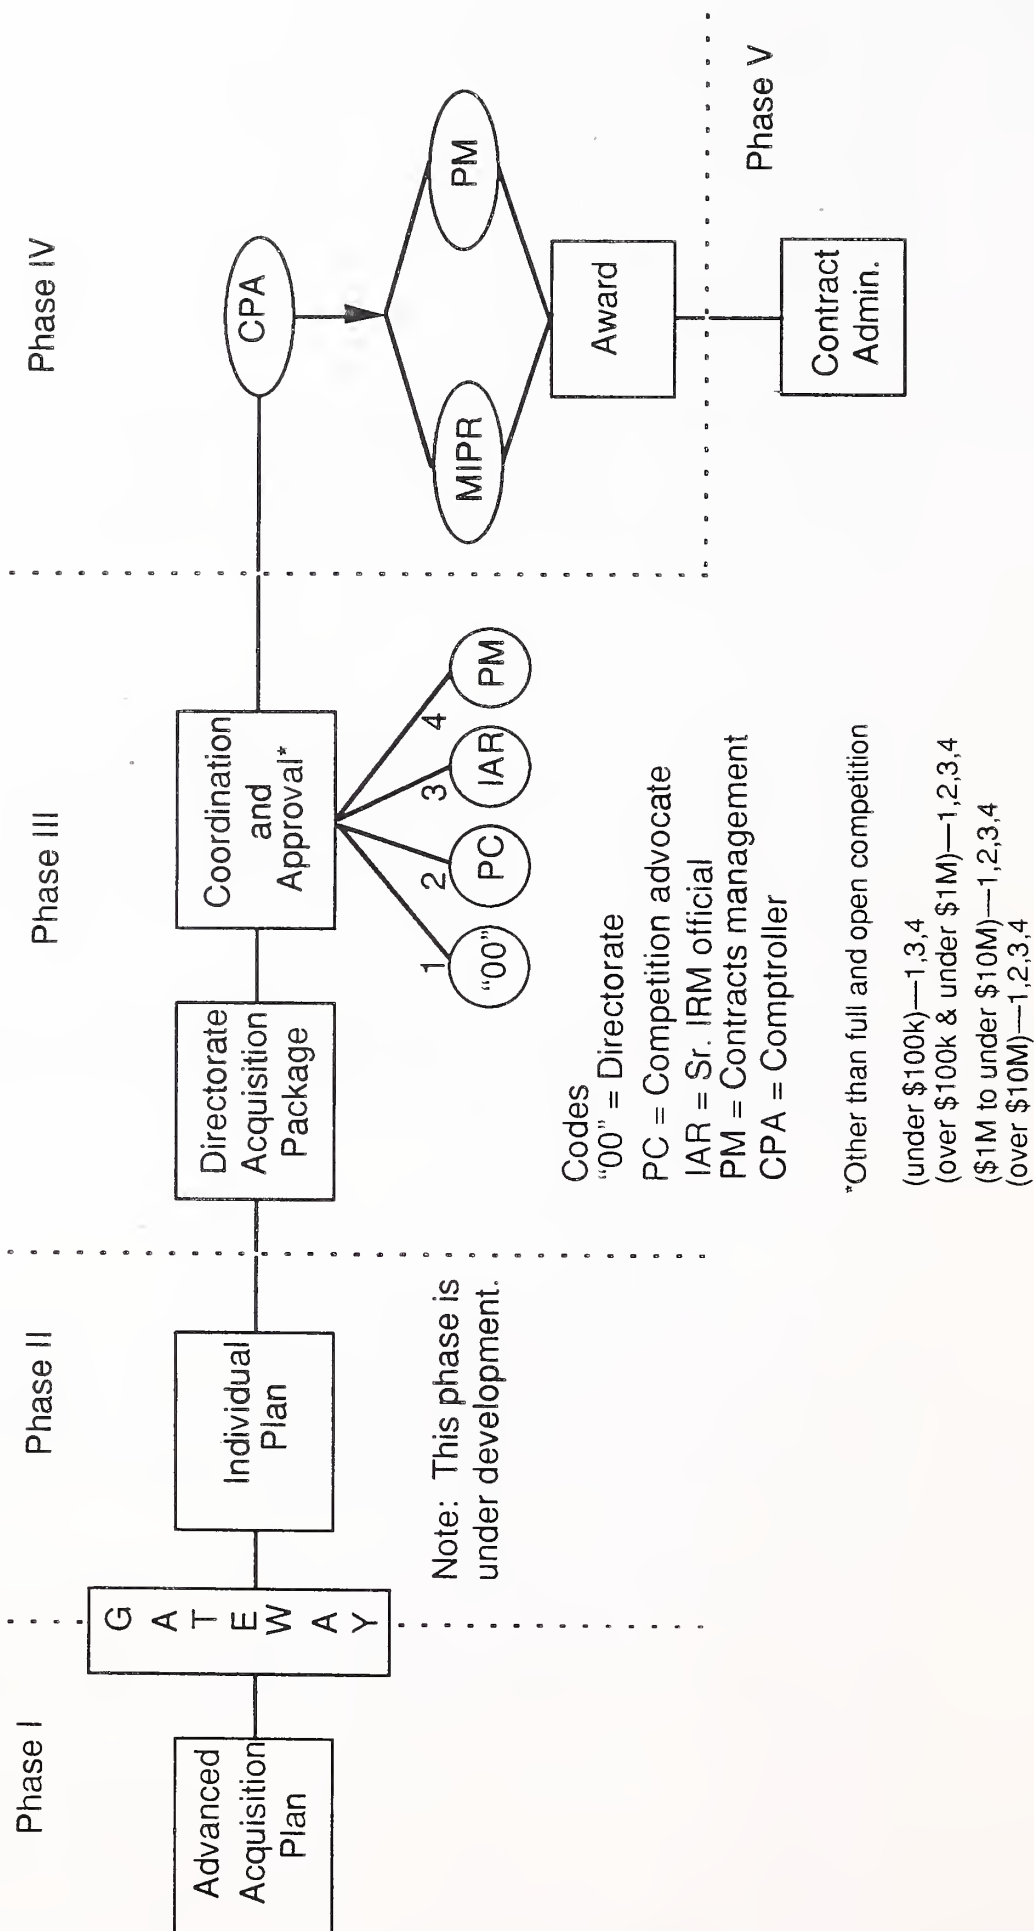 Phase I
Phase II
Phase III
Phase IV
Advanced
Acquisition
Plan
G
A
T
E
W
A
Y
Individual
Plan
Note: This phase is
under development.
Directorate
Acquisition
Package
Coordination
and
Approval*
1
2
3
4
“00”
PC
IAR
PM
CPA
MIPR
PM
Award
Phase V
Contract
Admin.
Codes
“00” = Directorate
PC = Competition advocate
IAR = Sr. IRM official
PM = Contracts management
CPA = Comptroller
*Other than full and open competition
(under $100k)—1,3,4
(over $100k & under $1M)—1,2,3,4
($1M to under $10M)—1,2,3,4
(over $10M)—1,2,3,4